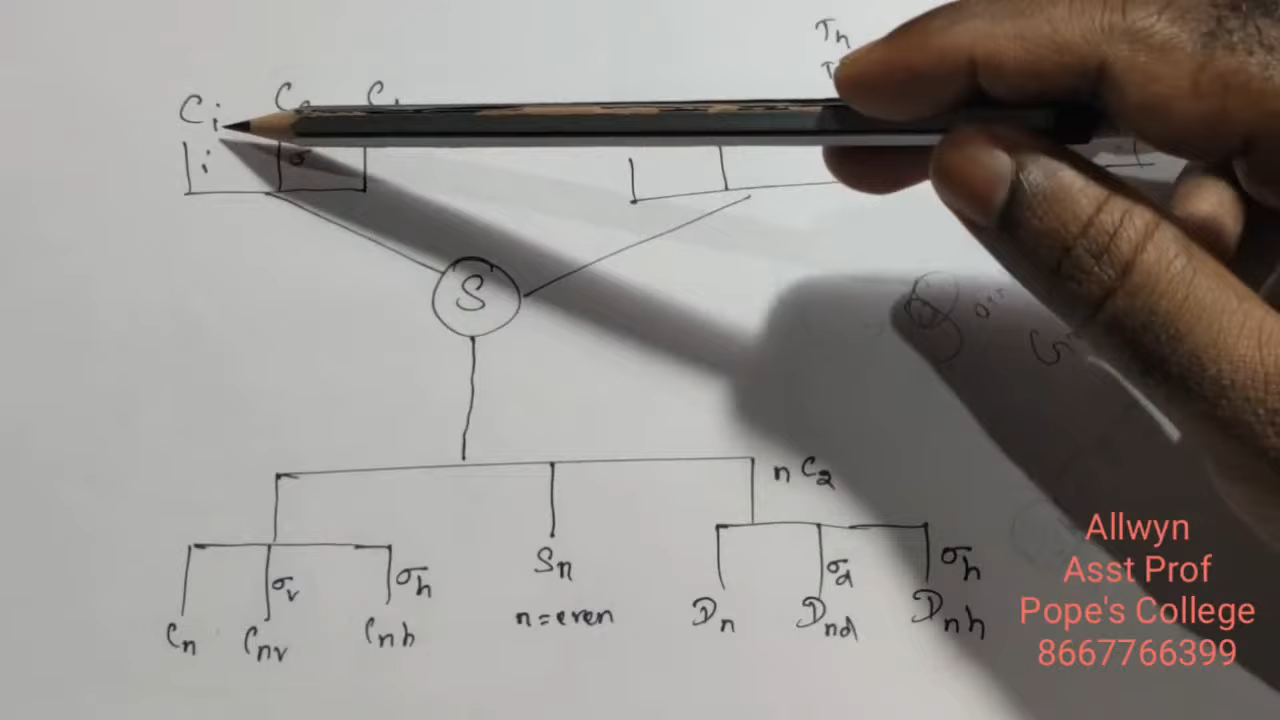 Th
Ci
i σ
S
n C2
σv σh Sn σd σh
n = even
Cn Cnv Cnh Dn Dnd Dnh
Allwyn
Asst Prof
Pope's College
8667766399